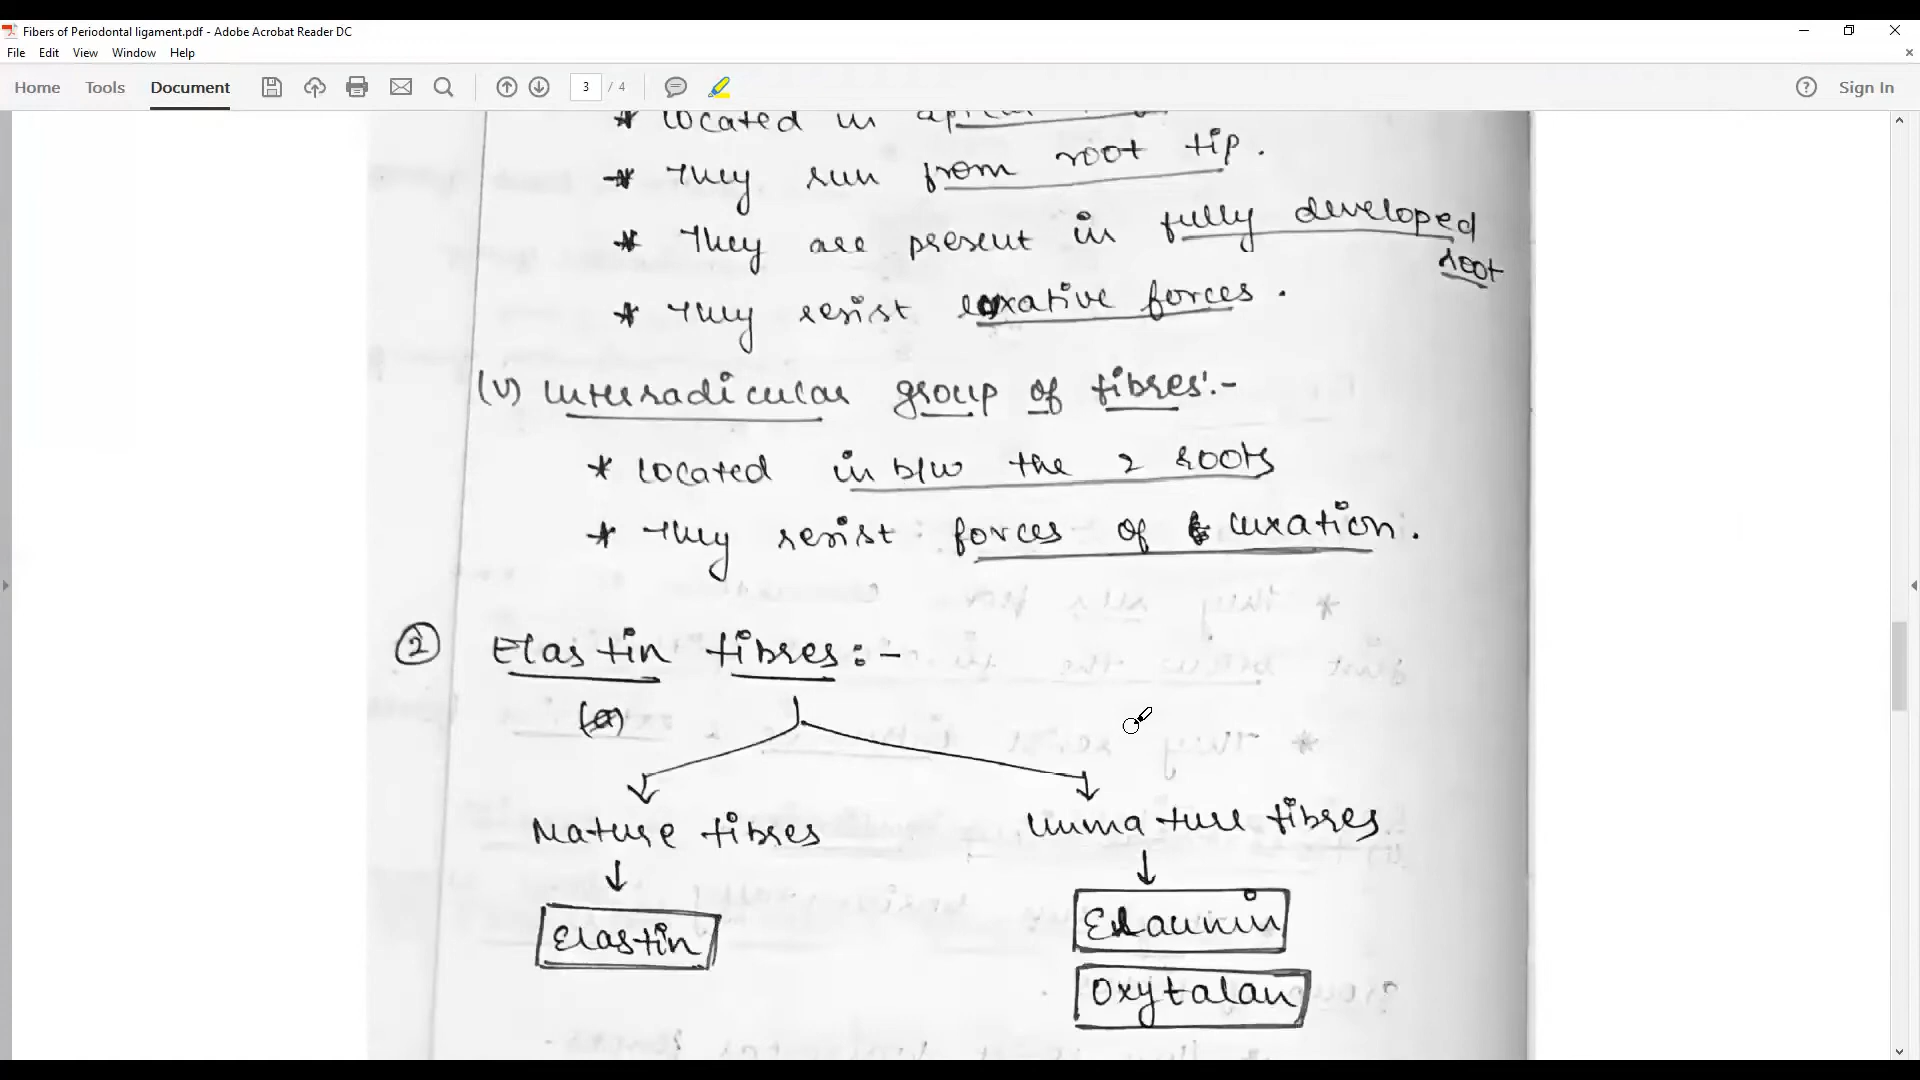 Fibers of Periodontal ligament.pdf - Adobe Acrobat Reader DC
File Edit View Window Help
Home Tools Document 3 / 4 Sign In
* located in
* They run from root tip.
* They are present in fully developed
root
* They resist luxative forces.
(V) Interradicular group of fibres:-
* located in b/w the 2 roots
* They resist forces of luxation.
② Elastin fibres:-
Mature fibres Immature fibres
Elastin Elaunin
Oxytalan